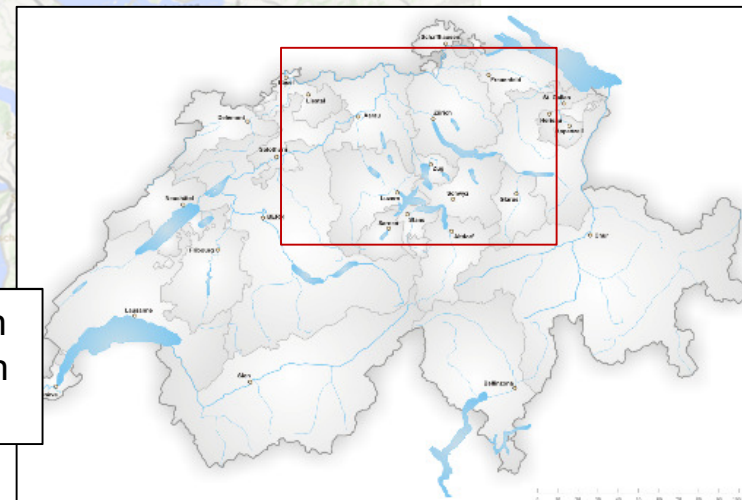 Schaffhausen
Frauenfeld
Liestal
St. Gallen
Herisau
Delémont
Aarau
Zürich
Appenzell
Solothurn
Zug
Neuchâtel
Luzern
Schwyz
Glarus
BERN
Stans
Sarnen
Altdorf
Chur
Fribourg
n
n
Lausanne
Sion
Bellinzona